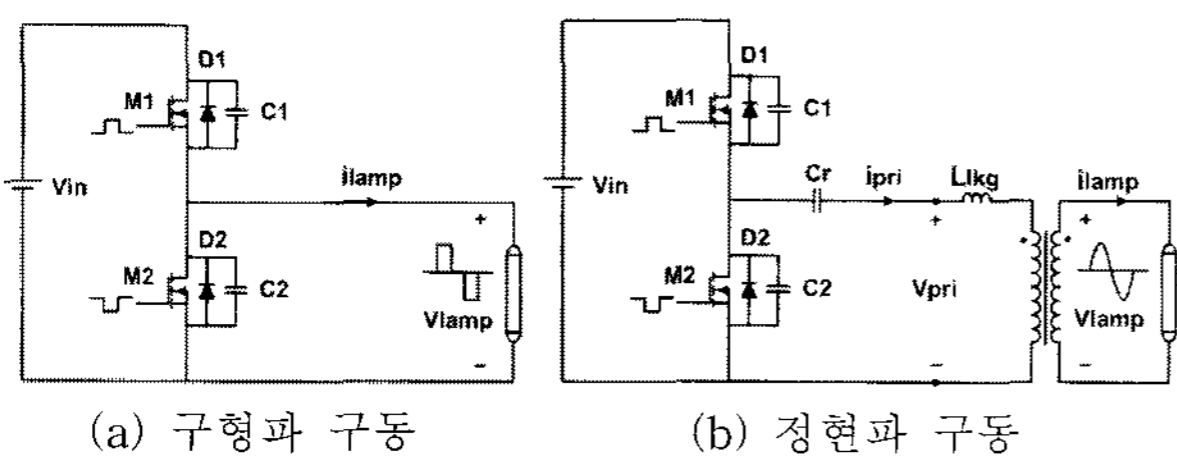 D1
M1
C1
Vin
ilamp
+
D2
M2
C2
Vlamp
−
(a) 구형파 구동
D1
M1
C1
Vin
Cr
ipri
Llkg
ilamp
+
+
D2
M2
C2
Vpri
Vlamp
−
−
(b) 정현파 구동